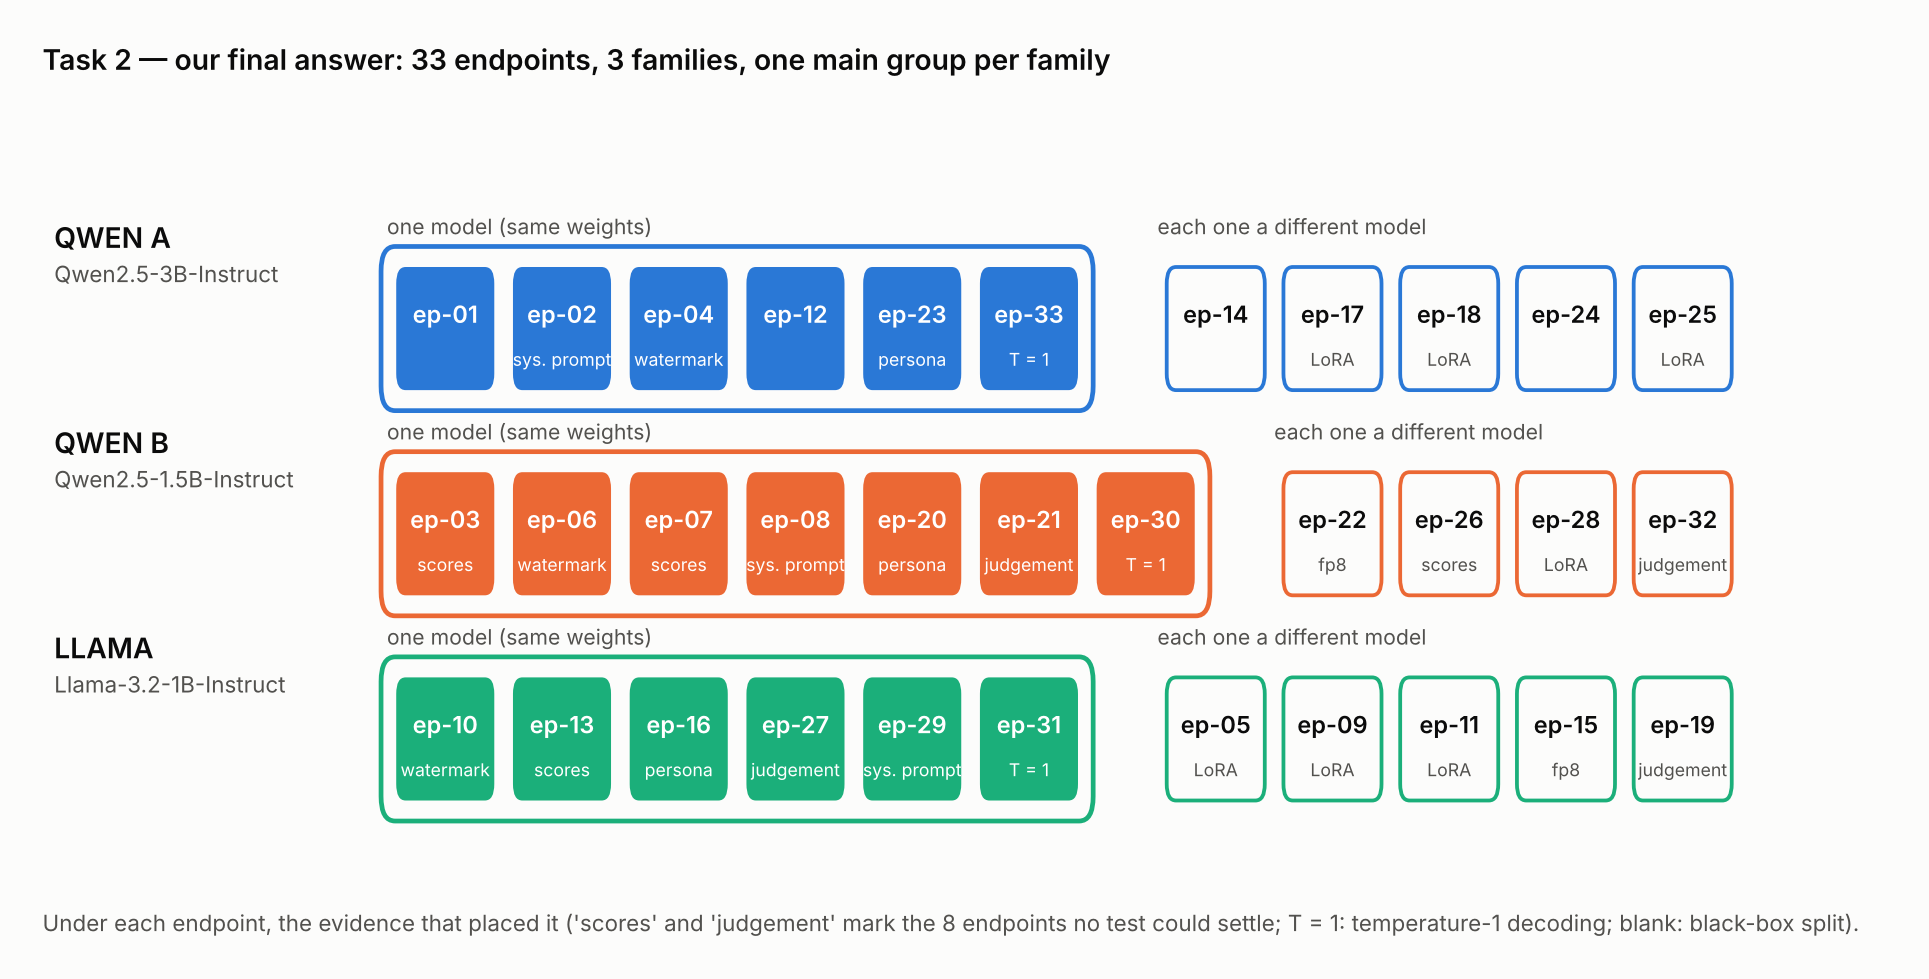 Task 2 — our final answer: 33 endpoints, 3 families, one main group per family
QWEN A
Qwen2.5-3B-Instruct
one model (same weights)
ep-01
ep-02
sys. prompt
ep-04
watermark
ep-12
ep-23
persona
ep-33
T = 1
each one a different model
ep-14
ep-17
LoRA
ep-18
LoRA
ep-24
ep-25
LoRA
QWEN B
Qwen2.5-1.5B-Instruct
one model (same weights)
ep-03
scores
ep-06
watermark
ep-07
scores
ep-08
sys. prompt
ep-20
persona
ep-21
judgement
ep-30
T = 1
each one a different model
ep-22
fp8
ep-26
scores
ep-28
LoRA
ep-32
judgement
LLAMA
Llama-3.2-1B-Instruct
one model (same weights)
ep-10
watermark
ep-13
scores
ep-16
persona
ep-27
judgement
ep-29
sys. prompt
ep-31
T = 1
each one a different model
ep-05
LoRA
ep-09
LoRA
ep-11
LoRA
ep-15
fp8
ep-19
judgement
Under each endpoint, the evidence that placed it ('scores' and 'judgement' mark the 8 endpoints no test could settle; T = 1: temperature-1 decoding; blank: black-box split).